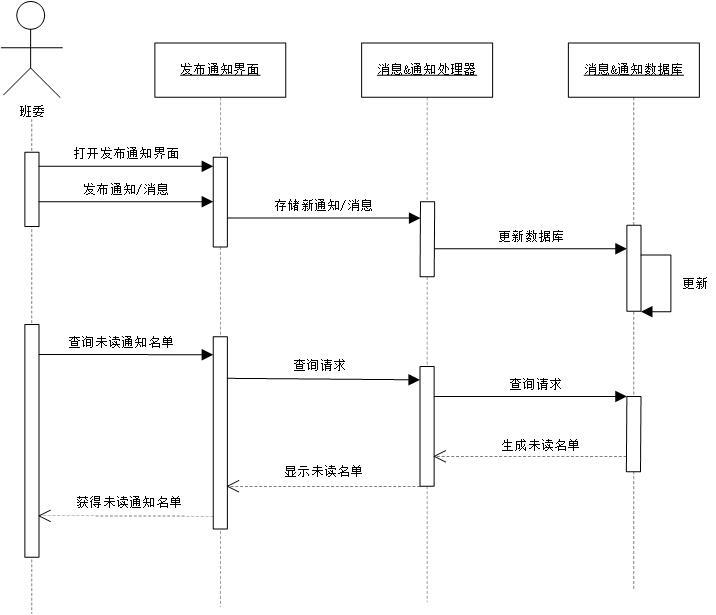 发布通知界面
消息&通知处理器
消息&通知数据库
班委
打开发布通知界面
发布通知/消息
存储新通知/消息
更新数据库
更新
查询未读通知名单
查询请求
查询请求
生成未读名单
显示未读名单
获得未读通知名单